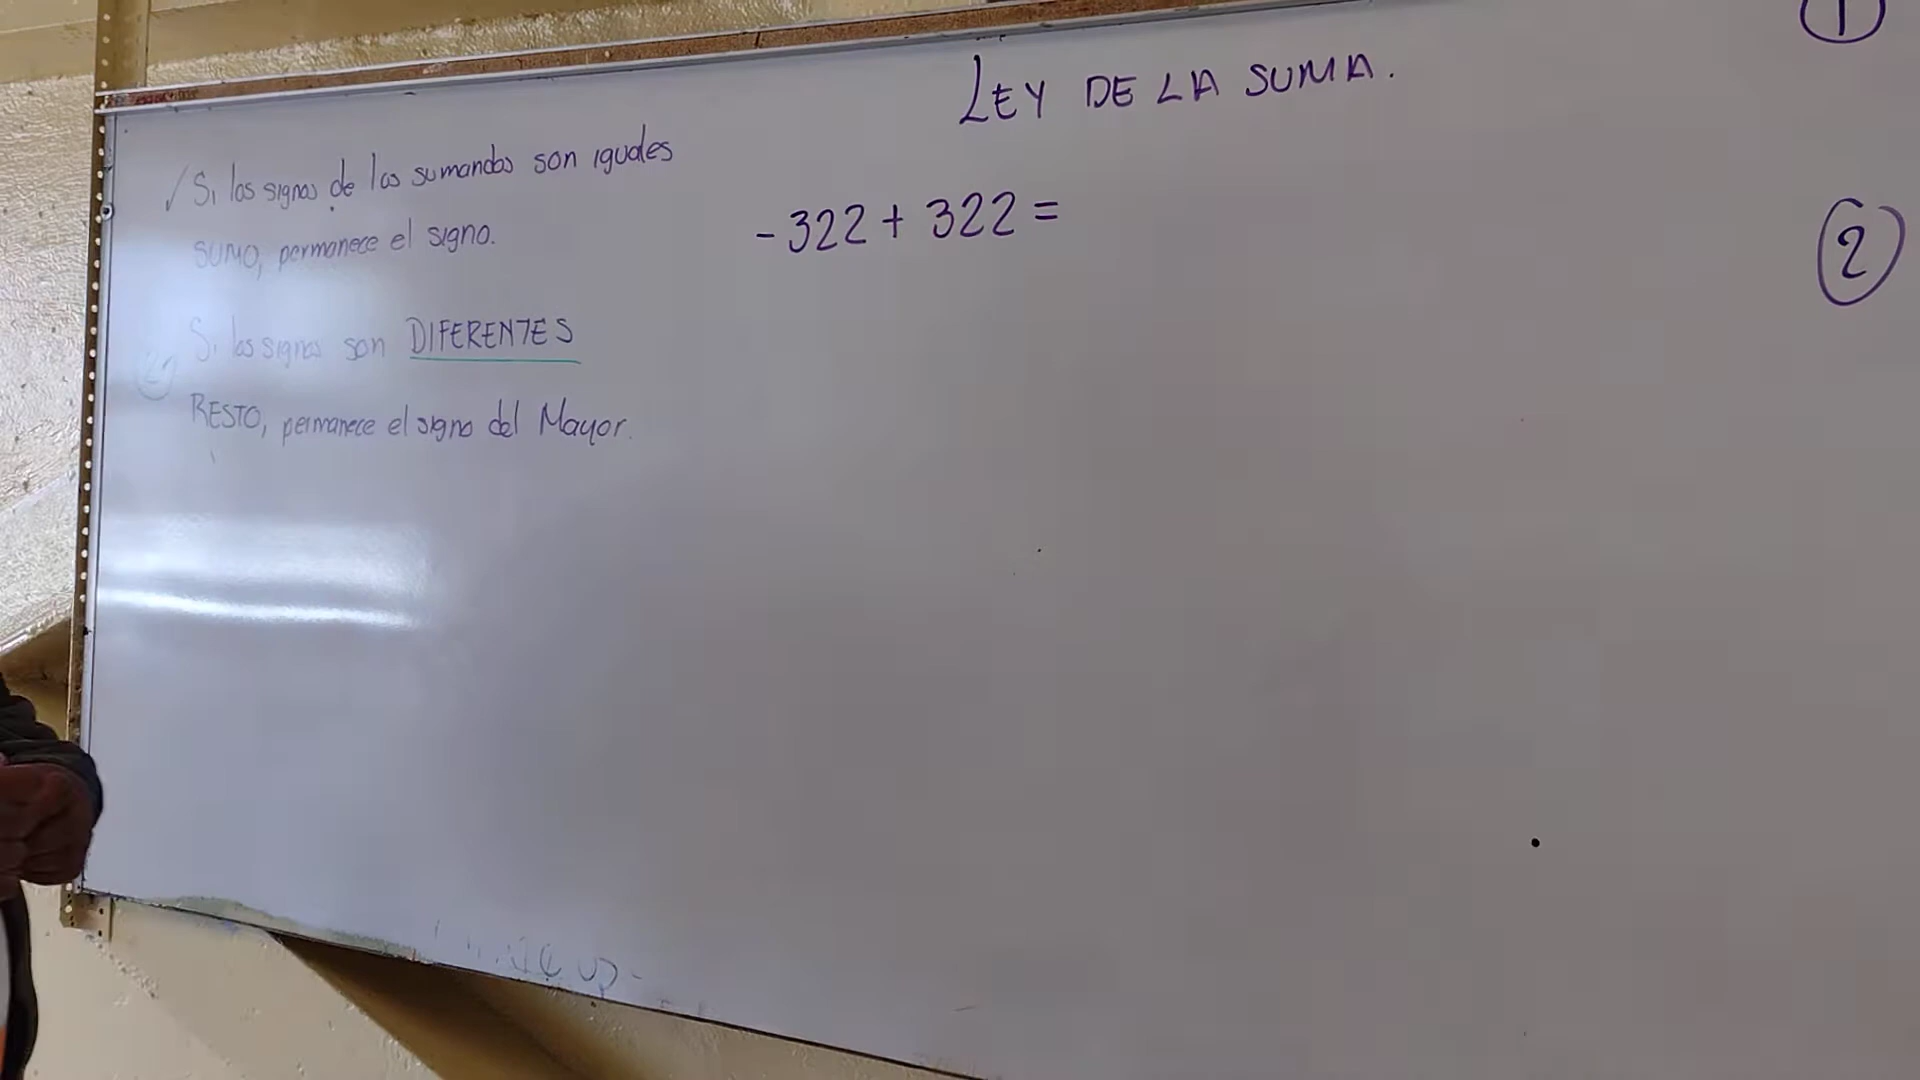 LEY DE LA SUMA.
1
✓ Si los signos de los sumandos son iguales
SUMO, permanece el signo.
-322 + 322 =
2
Si los signos son DIFERENTES
RESTO, permanece el signo del Mayor.